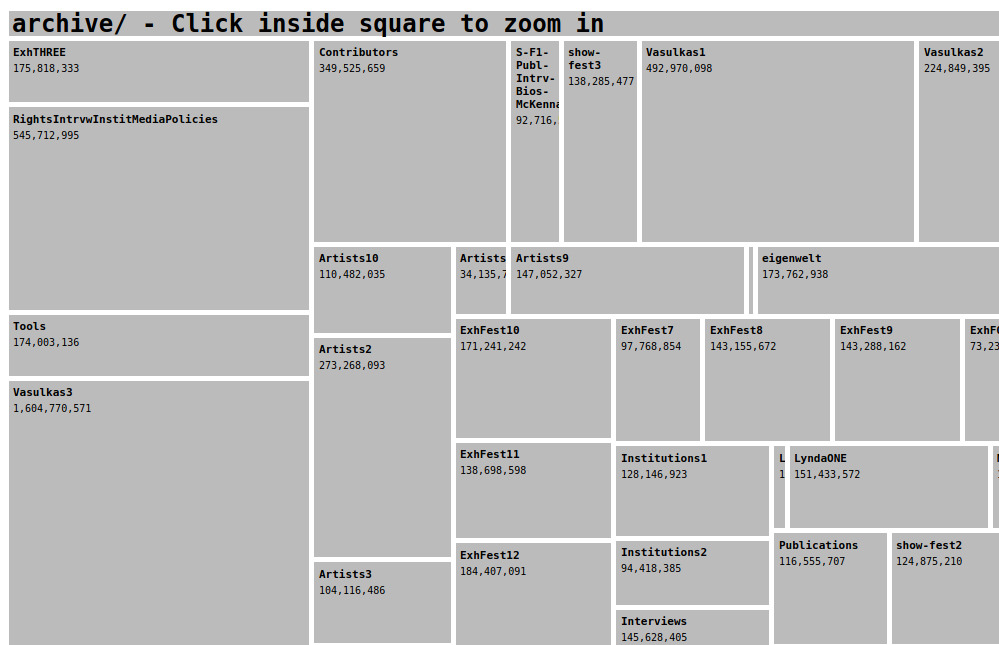 archive/ - Click inside square to zoom in
ExhTHREE
175,818,333
RightsIntrvwInstitMediaPolicies
545,712,995
Tools
174,003,136
Vasulkas3
1,604,770,571
Contributors
349,525,659
S-F1-
Publ-
Intrv-
Bios-
McKenna
92,716,
show-
fest3
138,285,477
Vasulkas1
492,970,098
Vasulkas2
224,849,395
Artists10
110,482,035
Artists
34,135,7
Artists9
147,052,327
eigenwelt
173,762,938
Artists2
273,268,093
Artists3
104,116,486
ExhFest10
171,241,242
ExhFest11
138,698,598
ExhFest12
184,407,091
ExhFest7
97,768,854
ExhFest8
143,155,672
ExhFest9
143,288,162
ExhF
73,23
Institutions1
128,146,923
Institutions2
94,418,385
Interviews
145,628,405
L
1
LyndaONE
151,433,572
Publications
116,555,707
show-fest2
124,875,210